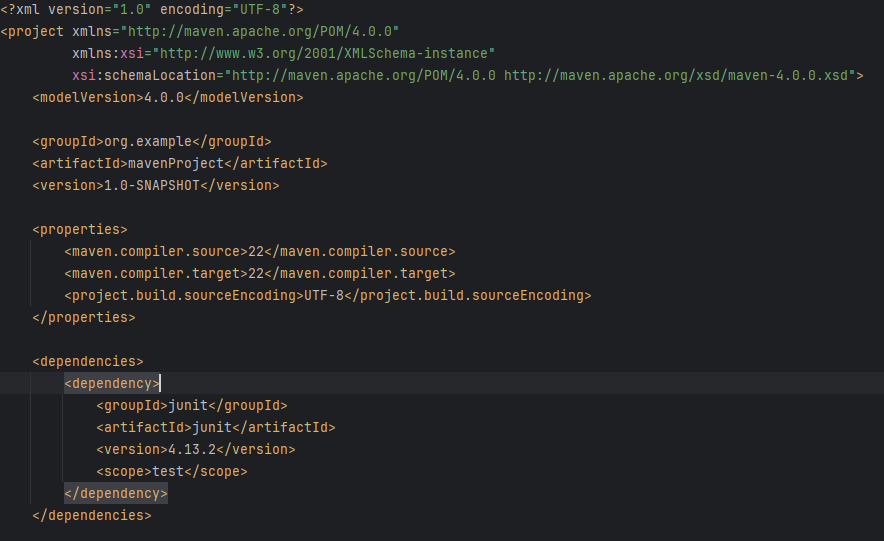 <?xml version="1.0" encoding="UTF-8"?>
<project xmlns="http://maven.apache.org/POM/4.0.0"
         xmlns:xsi="http://www.w3.org/2001/XMLSchema-instance"
         xsi:schemaLocation="http://maven.apache.org/POM/4.0.0 http://maven.apache.org/xsd/maven-4.0.0.xsd">
    <modelVersion>4.0.0</modelVersion>

    <groupId>org.example</groupId>
    <artifactId>mavenProject</artifactId>
    <version>1.0-SNAPSHOT</version>

    <properties>
        <maven.compiler.source>22</maven.compiler.source>
        <maven.compiler.target>22</maven.compiler.target>
        <project.build.sourceEncoding>UTF-8</project.build.sourceEncoding>
    </properties>

    <dependencies>
        <dependency>
            <groupId>junit</groupId>
            <artifactId>junit</artifactId>
            <version>4.13.2</version>
            <scope>test</scope>
        </dependency>
    </dependencies>